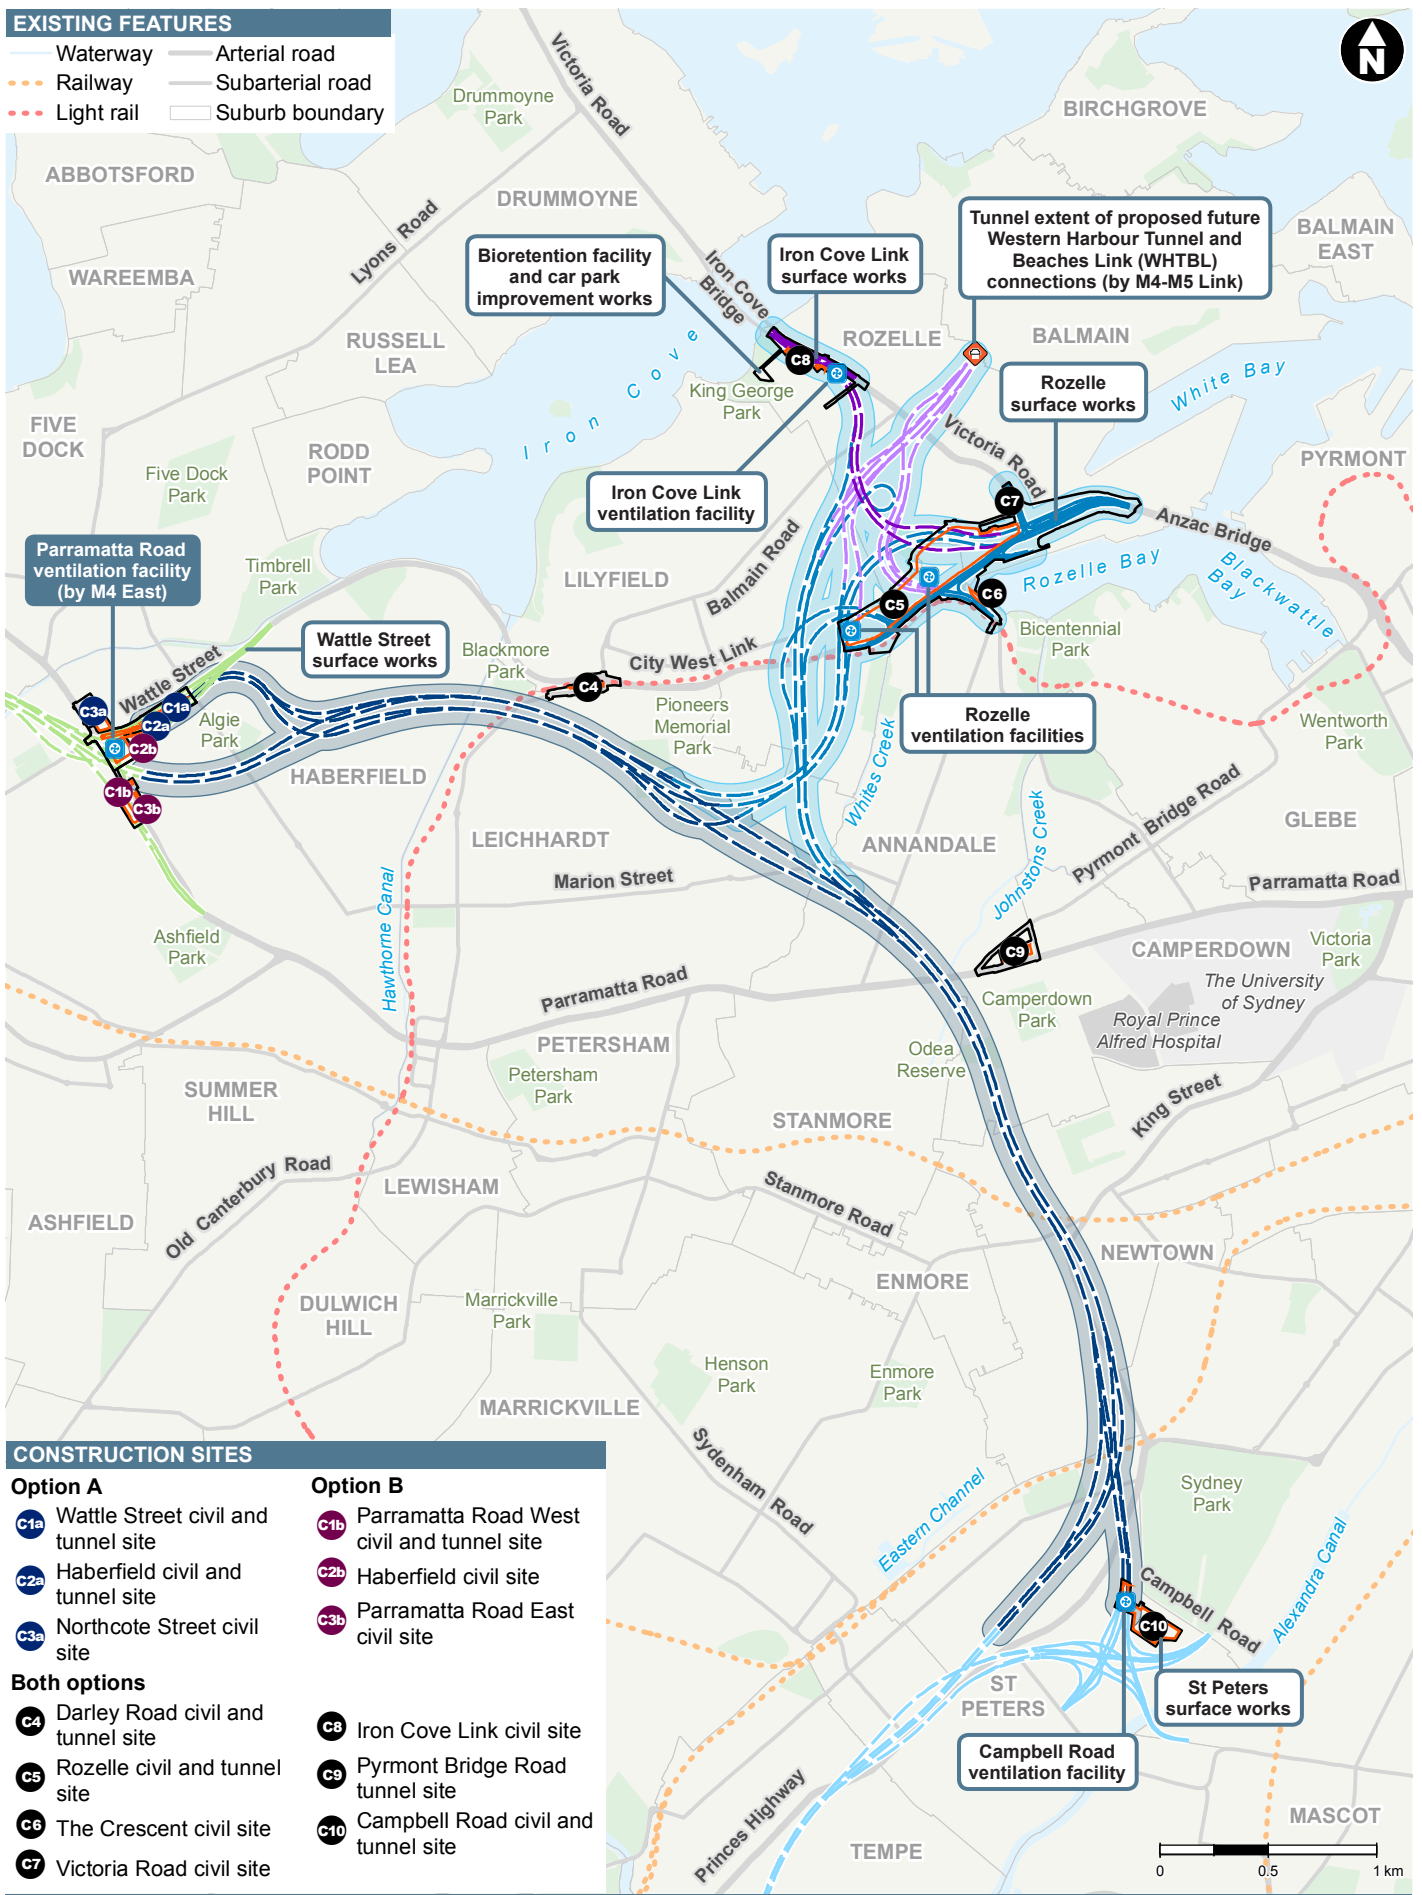 EXISTING FEATURES
Waterway
Arterial road
Railway
Subarterial road
Light rail
Suburb boundary
N
Victoria Road
Drummoyne
Park
BIRCHGROVE
ABBOTSFORD
DRUMMOYNE
Lyons Road
WAREEMBA
Bioretention facility
and car park
improvement works
Iron Cove
Bridge
Iron Cove Link
surface works
Tunnel extent of proposed future
Western Harbour Tunnel and
Beaches Link (WHTBL)
connections (by M4-M5 Link)
BALMAIN
EAST
RUSSELL
LEA
ROZELLE
BALMAIN
C8
King George
Park
Rozelle
surface works
White Bay
Iron Cove
FIVE
DOCK
RODD
POINT
Victoria Road
PYRMONT
Five Dock
Park
Iron Cove Link
ventilation facility
C7
Anzac Bridge
Parramatta Road
ventilation facility
(by M4 East)
Timbrell
Park
LILYFIELD
Balmain Road
Rozelle Bay
Blackwattle
Bay
C5
C6
Wattle Street
surface works
Blackmore
Park
City West Link
Bicentennial
Park
Wattle Street
C4
C3a
C1a
C2a
C2b
Algie
Park
Pioneers
Memorial
Park
Rozelle
ventilation facilities
Wentworth
Park
C1b
C3b
HABERFIELD
Whites Creek
LEICHHARDT
ANNANDALE
Johnstons Creek
Pyrmont Bridge Road
GLEBE
Hawthorne Canal
Marion Street
Parramatta Road
Ashfield
Park
C9
CAMPERDOWN
Victoria
Park
The University
of Sydney
Parramatta Road
Camperdown
Park
Royal Prince
Alfred Hospital
PETERSHAM
Odea
Reserve
Petersham
Park
SUMMER
HILL
STANMORE
King Street
Old Canterbury Road
LEWISHAM
Stanmore Road
ASHFIELD
NEWTOWN
ENMORE
DULWICH
HILL
Marrickville
Park
Henson
Park
Enmore
Park
MARRICKVILLE
Sydenham Road
Eastern Channel
Sydney
Park
Alexandra Canal
Campbell Road
C10
ST
PETERS
St Peters
surface works
Campbell Road
ventilation facility
Princes Highway
TEMPE
MASCOT
0
0.5
1 km
CONSTRUCTION SITES
Option A
C1a Wattle Street civil and
tunnel site
C2a Haberfield civil and
tunnel site
C3a Northcote Street civil
site
Option B
C1b Parramatta Road West
civil and tunnel site
C2b Haberfield civil site
C3b Parramatta Road East
civil site
Both options
C4 Darley Road civil and
tunnel site
C5 Rozelle civil and tunnel
site
C6 The Crescent civil site
C7 Victoria Road civil site
C8 Iron Cove Link civil site
C9 Pyrmont Bridge Road
tunnel site
C10 Campbell Road civil and
tunnel site